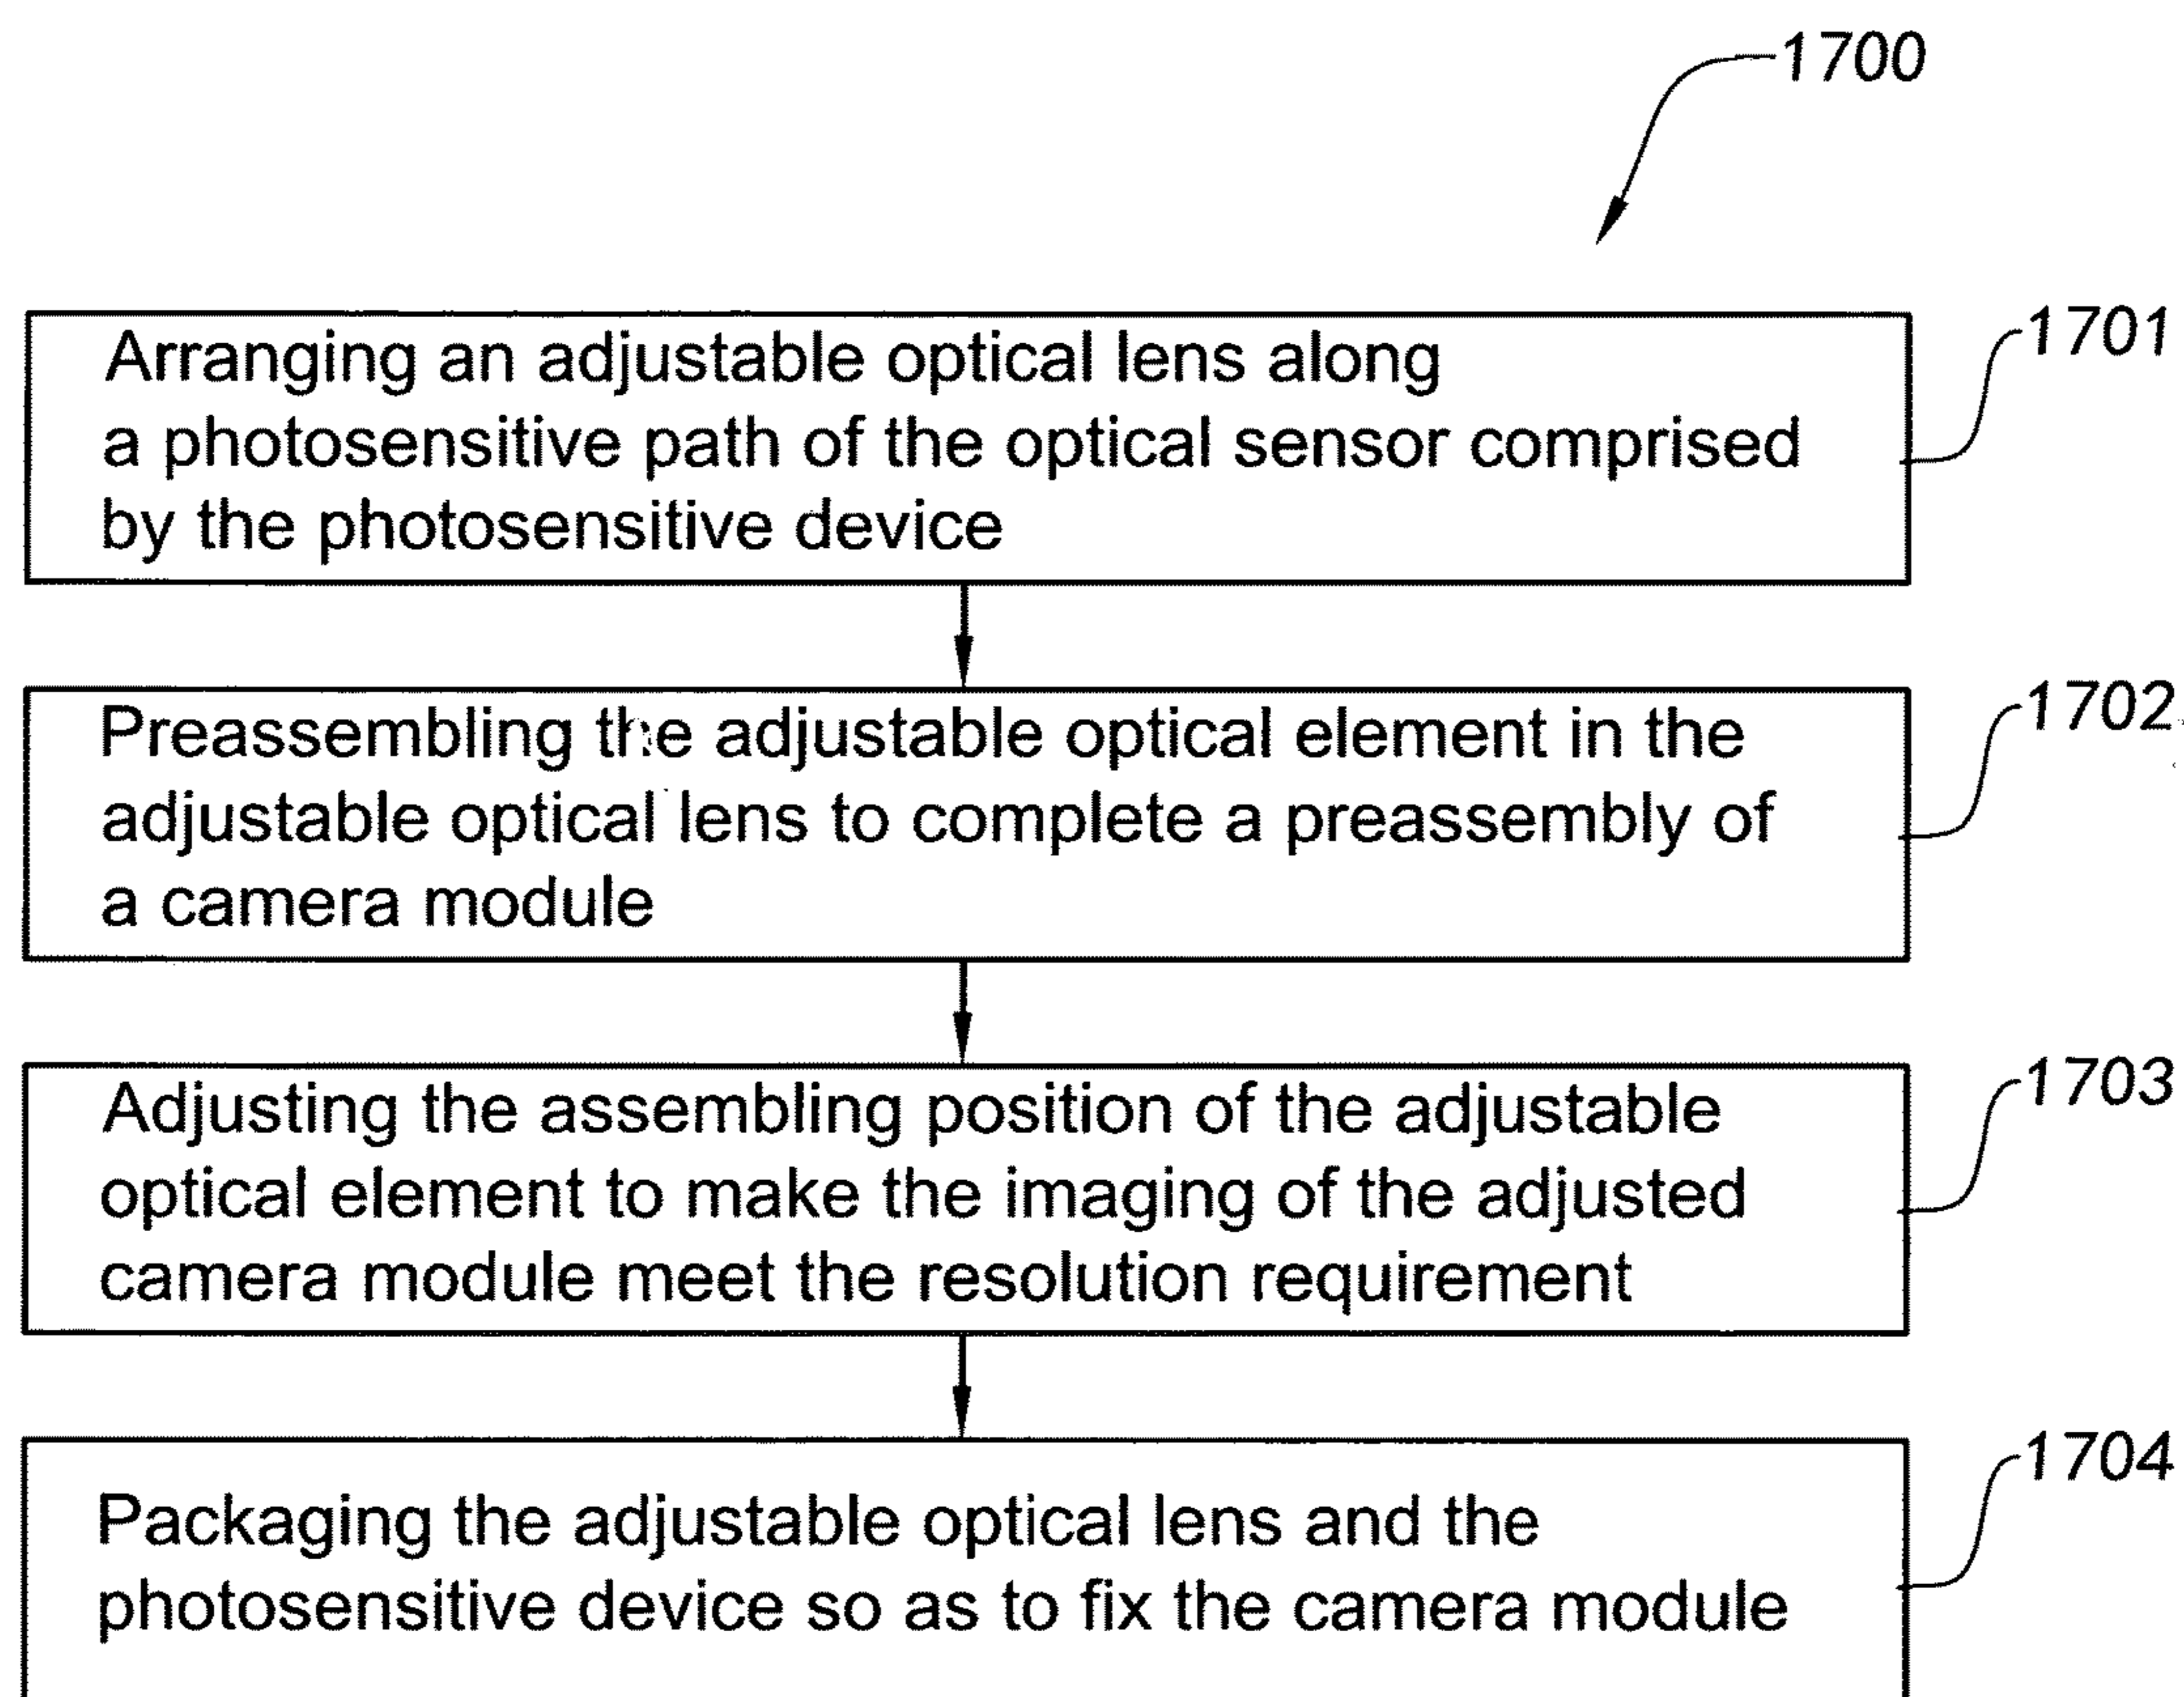 1700
Arranging an adjustable optical lens along
a photosensitive path of the optical sensor comprised
by the photosensitive device
1701
Preassembling the adjustable optical element in the
adjustable optical lens to complete a preassembly of
a camera module
1702
Adjusting the assembling position of the adjustable
optical element to make the imaging of the adjusted
camera module meet the resolution requirement
1703
Packaging the adjustable optical lens and the
photosensitive device so as to fix the camera module
1704